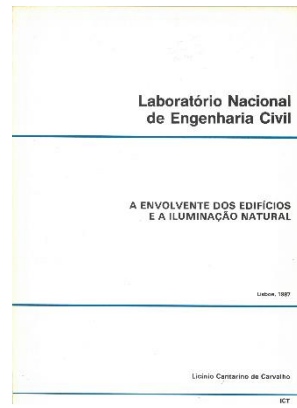 Laboratório Nacional
de Engenharia Civil
A ENVOLVENTE DOS EDIFÍCIOS
E A ILUMINAÇÃO NATURAL
Lisboa, 1987
Licínio Cantarino de Carvalho
ICT